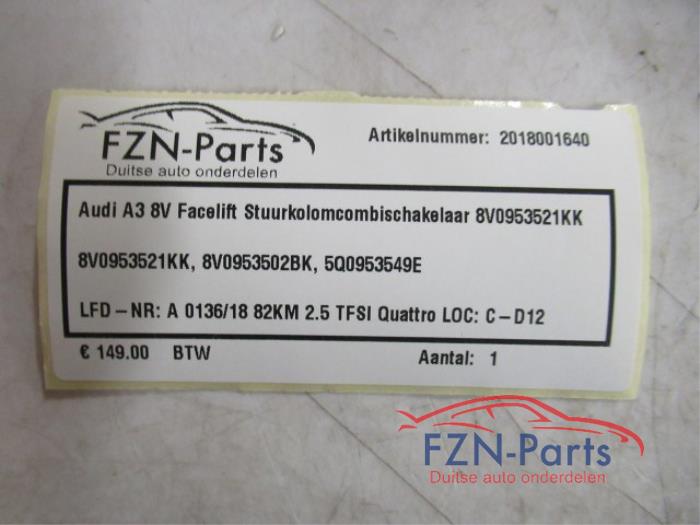 FZN-Parts
Duitse auto onderdelen
Artikelnummer: 2018001640
Audi A3 8V Facelift Stuurkolomcombischakelaar 8V0953521KK
8V0953521KK, 8V0953502BK, 5Q0953549E
LFD-NR: A 0136/18 82KM 2.5 TFSI Quattro LOC: C-D12
€ 149.00 BTW
Aantal: 1
FZN-Parts
Duitse auto onderdelen